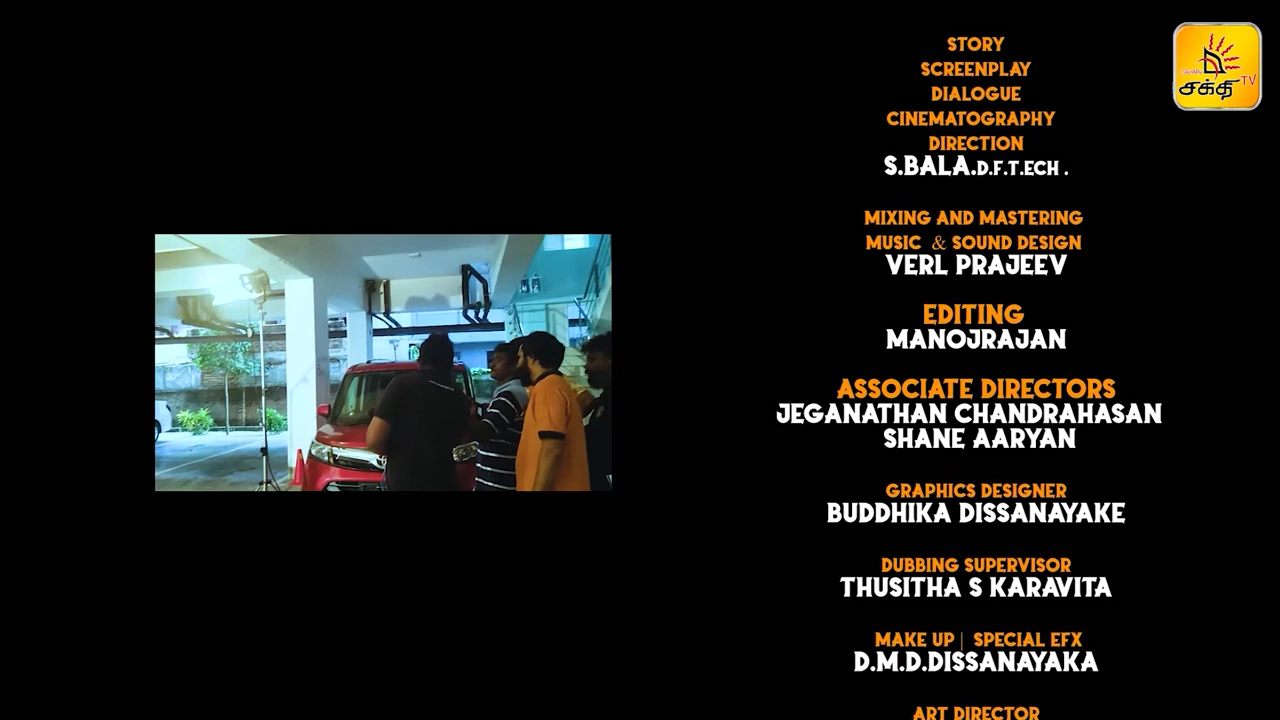 STORY
SCREENPLAY
DIALOGUE
CINEMATOGRAPHY
DIRECTION
S.BALA.D.F.T.ECH .
MIXING AND MASTERING
MUSIC & SOUND DESIGN
VERL PRAJEEV
EDITING
MANOJRAJAN
ASSOCIATE DIRECTORS
JEGANATHAN CHANDRAHASAN
SHANE AARYAN
GRAPHICS DESIGNER
BUDDHIKA DISSANAYAKE
DUBBING SUPERVISOR
THUSITHA S KARAVITA
MAKE UP | SPECIAL EFX
D.M.D.DISSANAYAKA
ART DIRECTOR
சக்தி TV